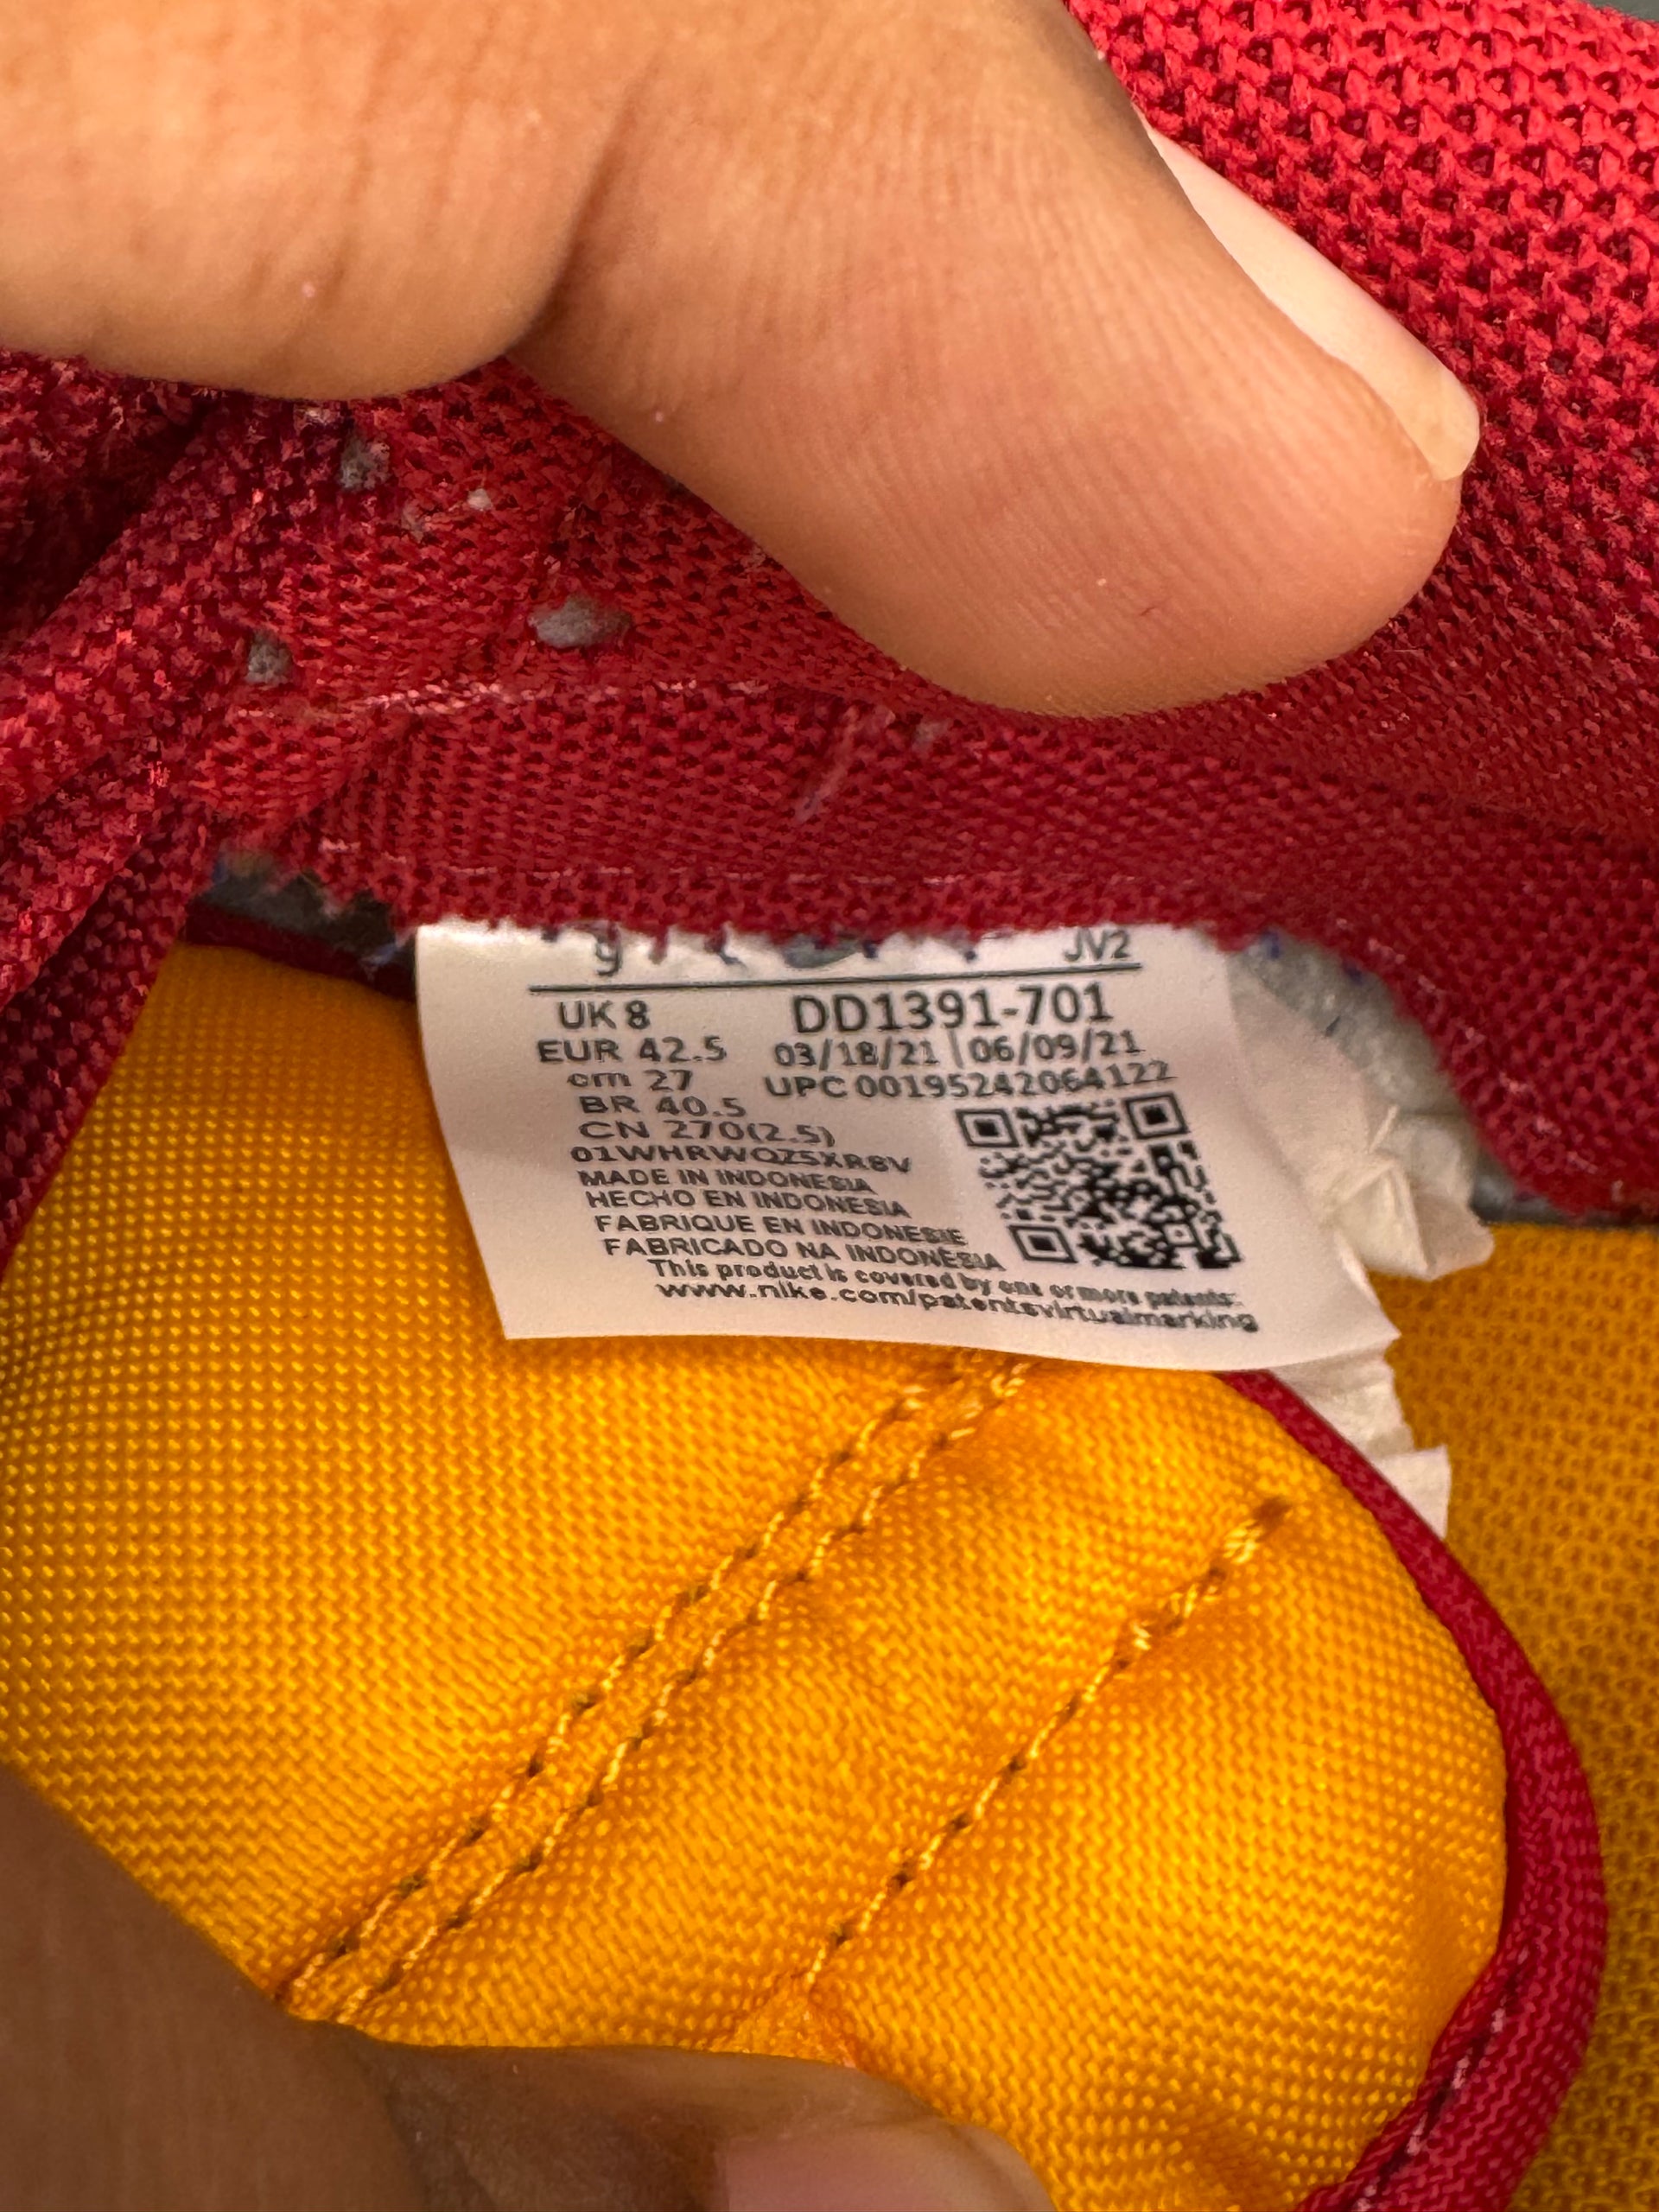 9 JV2
UK 8 DD1391-701
EUR 42.5 03/18/21 | 06/09/21
cm 27 UPC 00195242064122
BR 40.5
CN 270(2.5)
01WHRWQZ5XR8V
MADE IN INDONESIA
HECHO EN INDONESIA
FABRIQUE EN INDONESIE
FABRICADO NA INDONÈSIA
This product is covered by one or more patents:
www.nike.com/patentsvirtualmarking